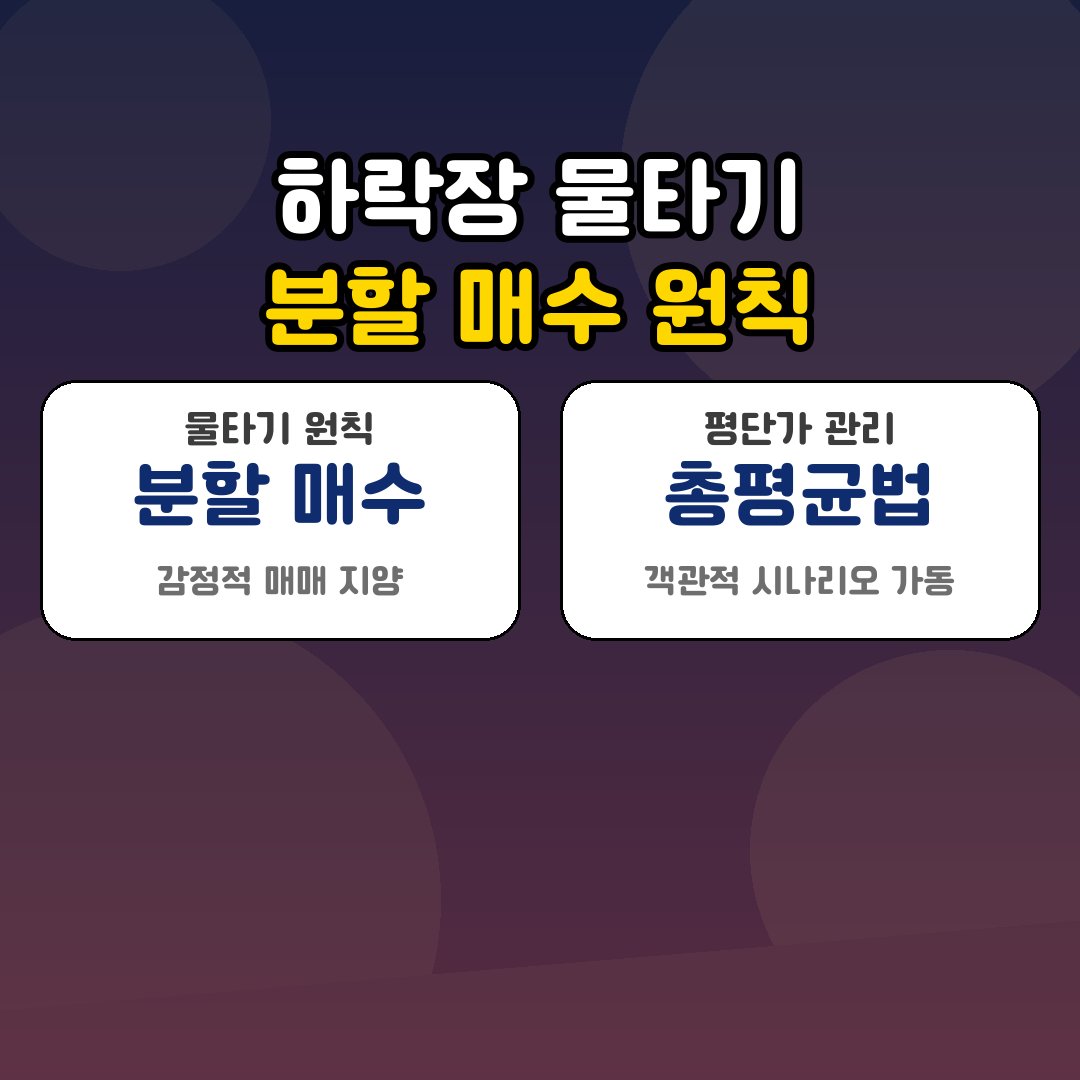 하락장 물타기
분할 매수 원칙
물타기 원칙
분할 매수
감정적 매매 지양
평단가 관리
총평균법
객관적 시나리오 가동